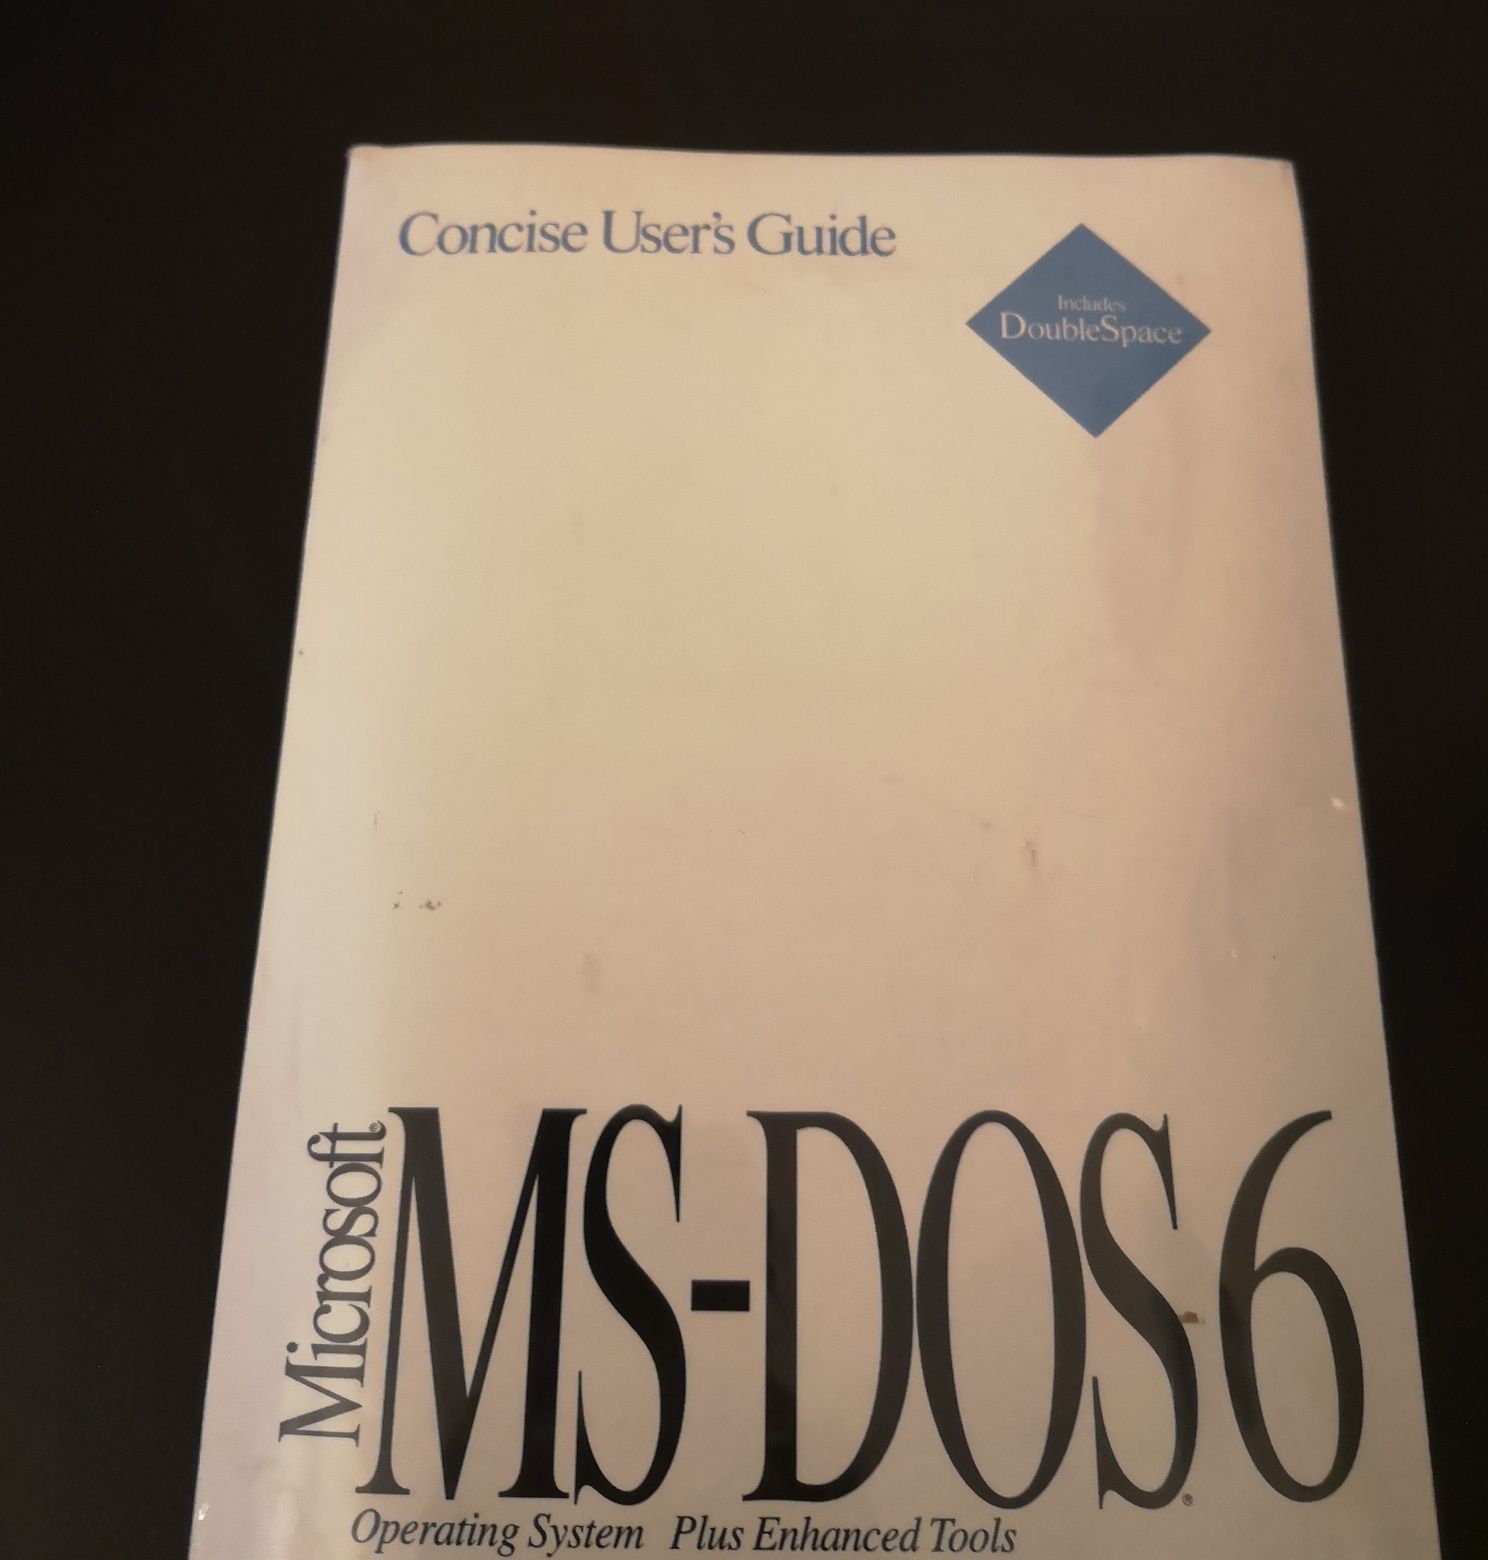 Concise User's Guide
Includes
DoubleSpace
Microsoft®
MS-DOS® 6
Operating System Plus Enhanced Tools